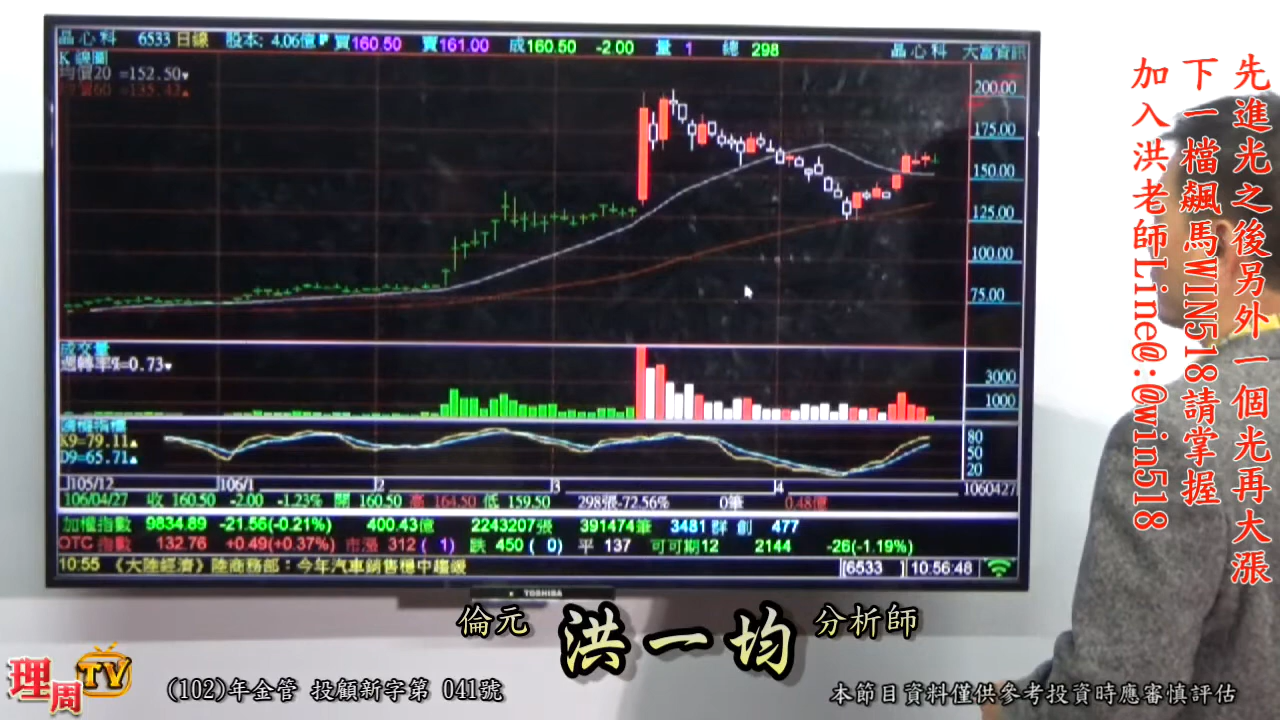 晶心科 6533 日線 股本: 4.06億 買160.50 賣161.00 成160.50 -2.00 量 1 總 298 晶心科 大富資訊
K 線圖
均價20 =152.50▼
均價60 =135.43▲
200.00
175.00
150.00
125.00
100.00
75.00
成交量
週轉率%=0.73▼
3000
1000
K9=79.11▲
D9=65.71▲
80
50
20
105/12 106/1 2 3 4 1060427
106/04/27 收 160.50 -2.00 -1.23% 開 160.50 高 164.50 低 159.50 298張-72.56% 0筆 0.48億
加權指數 9834.89 -21.56(-0.21%) 400.43億 2243207張 391474筆 3481 群 創 477
OTC 指數 132.76 +0.49(+0.37%) 市漲 312 ( 1) 跌 450 ( 0) 平 137 可可期12 2144 -26(-1.19%)
10:55 《大陸經濟》陸商務部：今年汽車銷售穩中趨緩 [6533 ] 10:56:48
TOSHIBA
先進光之後另外一個光再大漲
下一檔飆馬WIN518請掌握
加入洪老師Line@:@win518
倫元 洪一均 分析師
理周TV
(102)年金管 投顧新字第 041號
本節目資料僅供參考投資時應審慎評估